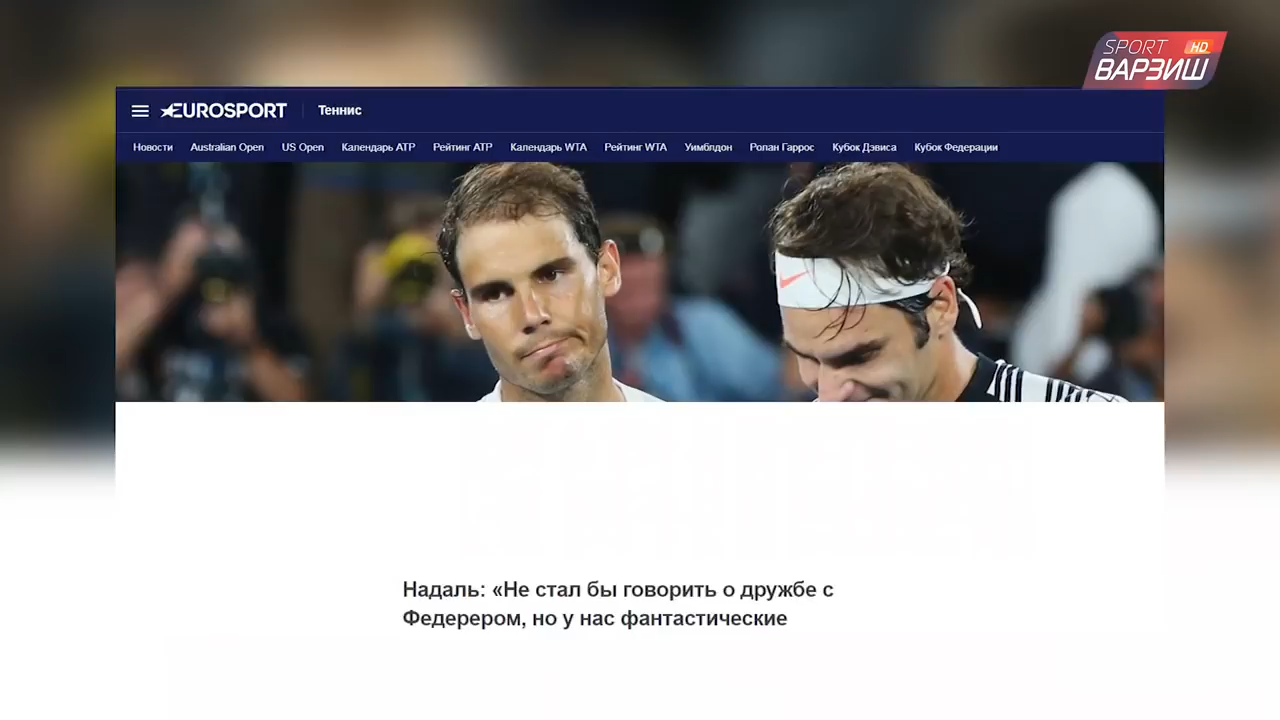 SPORT HD
ВАРЗИШ
EUROSPORT Теннис
Новости Australian Open US Open Календарь ATP Рейтинг ATP Календарь WTA Рейтинг WTA Уимблдон Ролан Гаррос Кубок Дэвиса Кубок Федерации
Надаль: «Не стал бы говорить о дружбе с
Федерером, но у нас фантастические